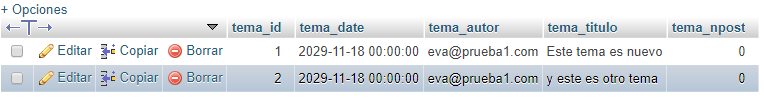 + Opciones
tema_id tema_date tema_autor tema_titulo tema_npost
Editar Copiar Borrar 1 2029-11-18 00:00:00 eva@prueba1.com Este tema es nuevo 0
Editar Copiar Borrar 2 2029-11-18 00:00:00 eva@prueba1.com y este es otro tema 0